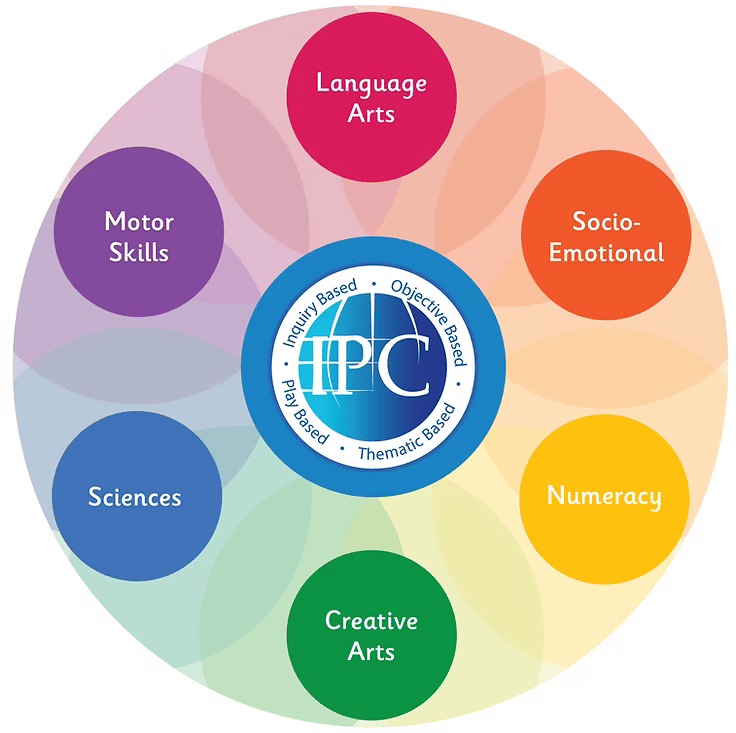 Language
Arts
Motor
Skills
Socio-
Emotional
Inquiry Based · Objective Based · Thematic Based · Play Based ·
IPC
Sciences
Numeracy
Creative
Arts